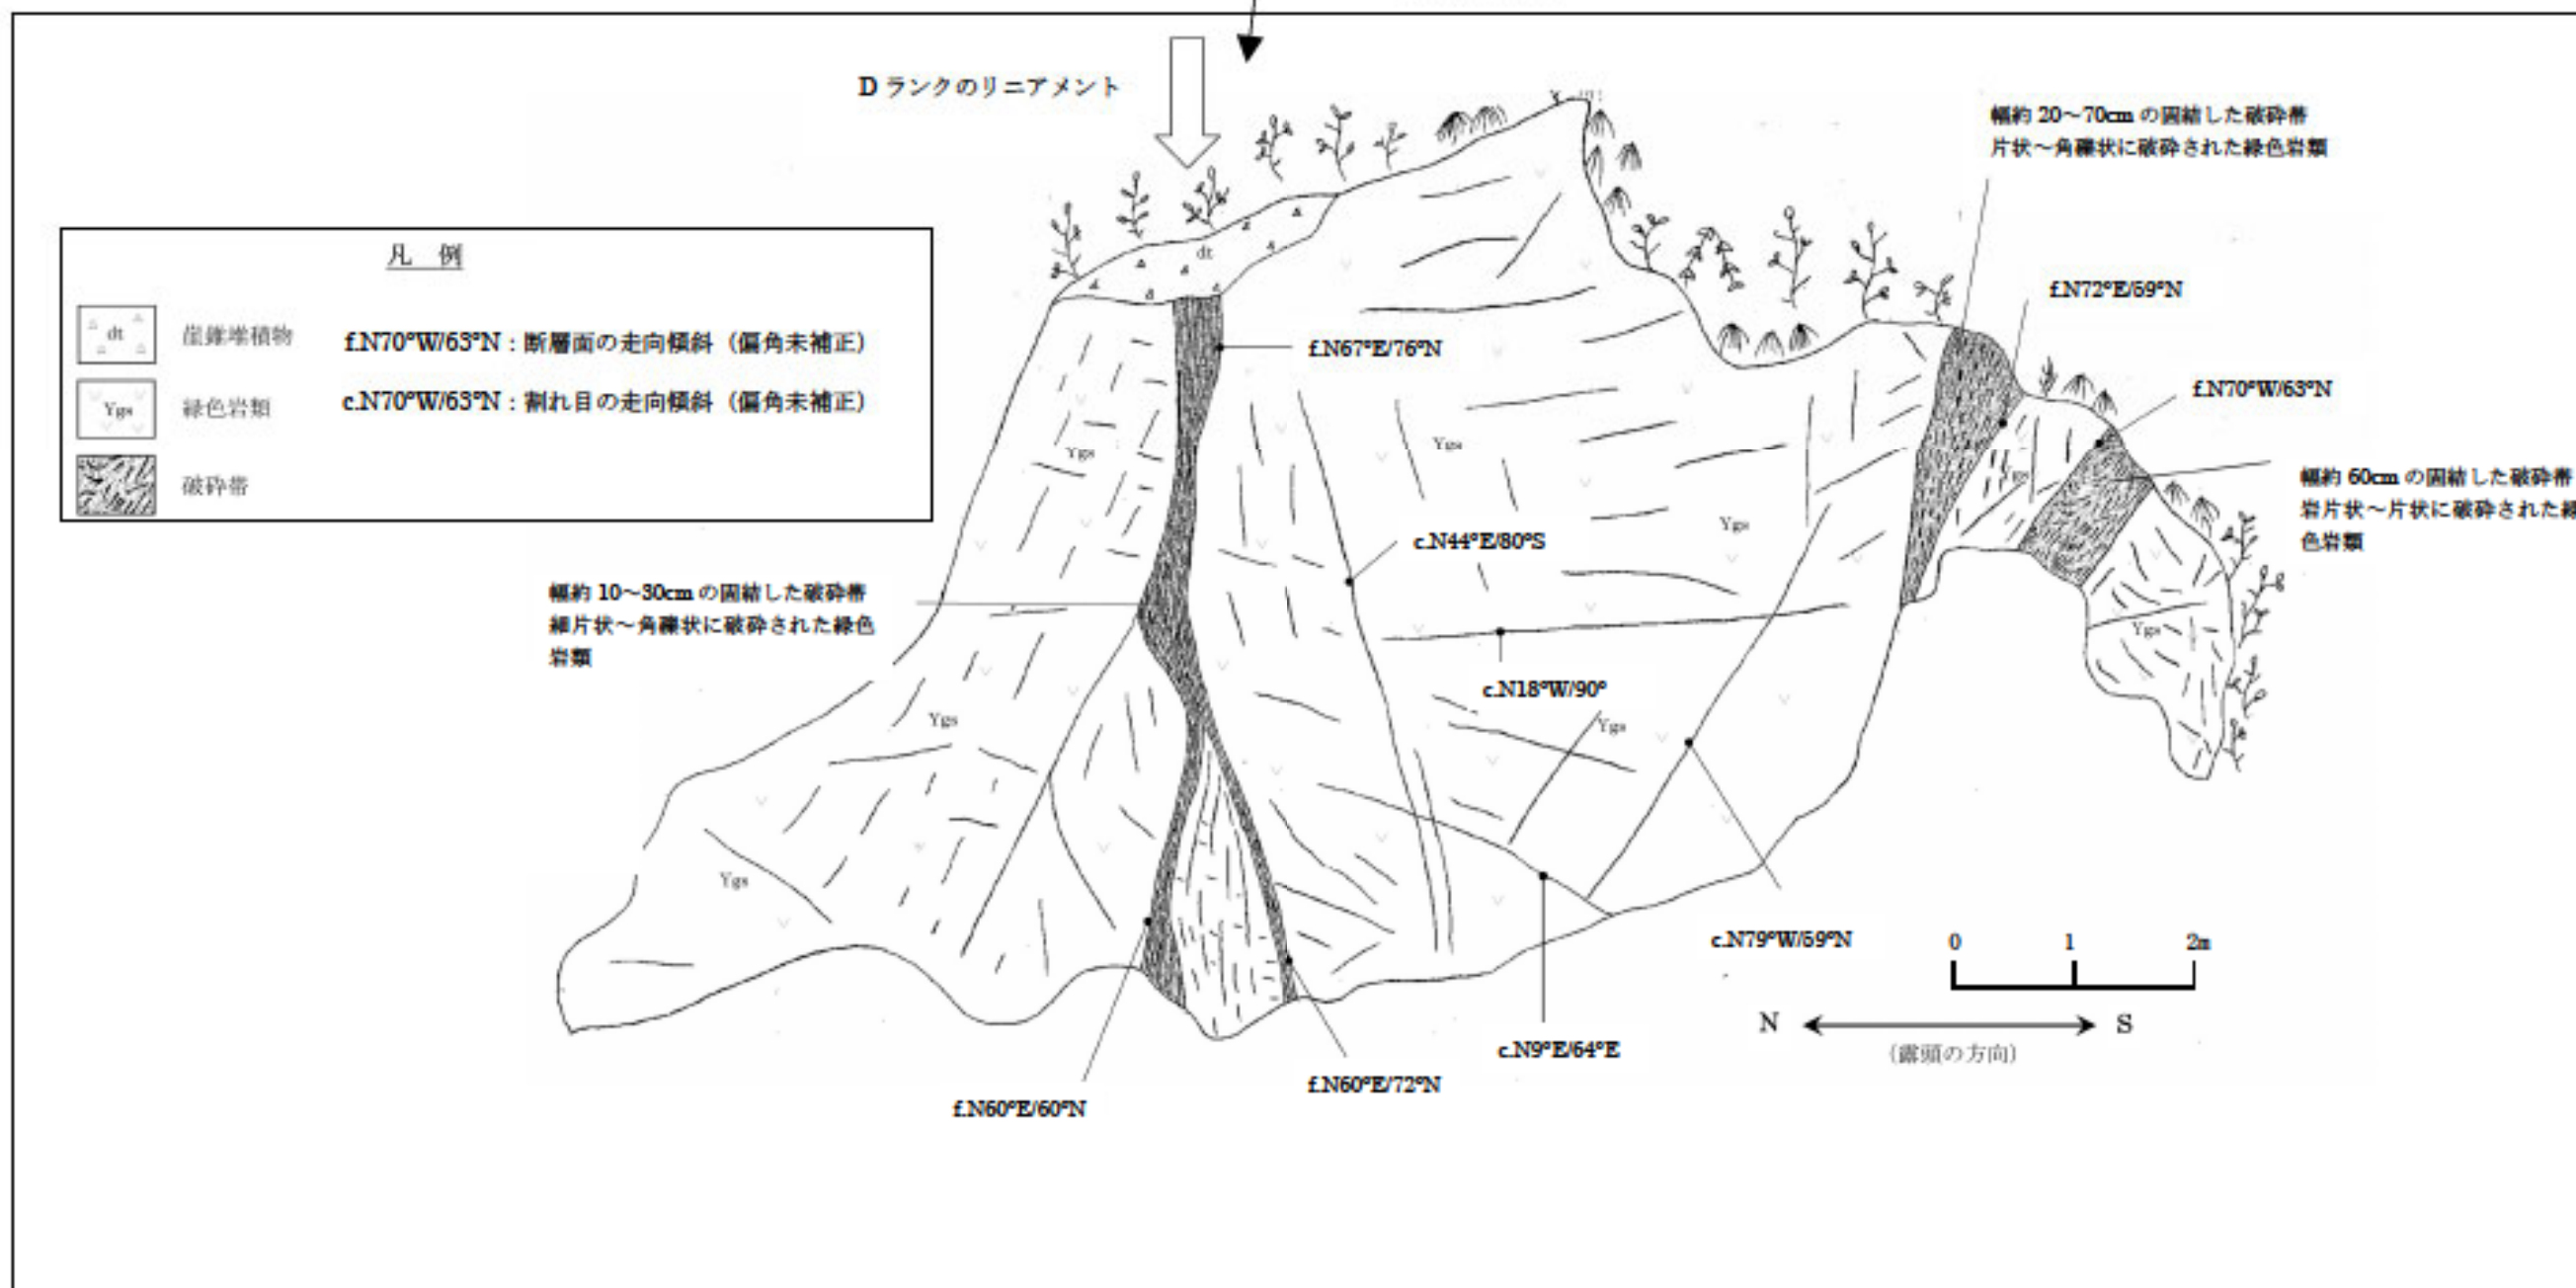 D ランクのリニアメント
幅約 20～70cm の固結した破砕帯
片状～角礫状に破砕された緑色岩類
凡 例
dt
崖錐堆積物
f.N70°W/63°N：断層面の走向傾斜（偏角未補正）
Ygs
緑色岩類
c.N70°W/63°N：割れ目の走向傾斜（偏角未補正）
破砕帯
dt
f.N72°E/59°N
f.N67°E/76°N
f.N70°W/63°N
Ygs
Ygs
Ygs
幅約 60cm の固結した破砕帯
岩片状～片状に破砕された緑
色岩類
Ygs
c.N44°E/80°S
幅約 10～30cm の固結した破砕帯
細片状～角礫状に破砕された緑色
岩類
Ygs
c.N18°W/90°
Ygs
Ygs
Ygs
c.N79°W/59°N
0 1 2m
N S
(露頭の方向)
c.N9°E/64°E
f.N60°E/72°N
f.N60°E/60°N